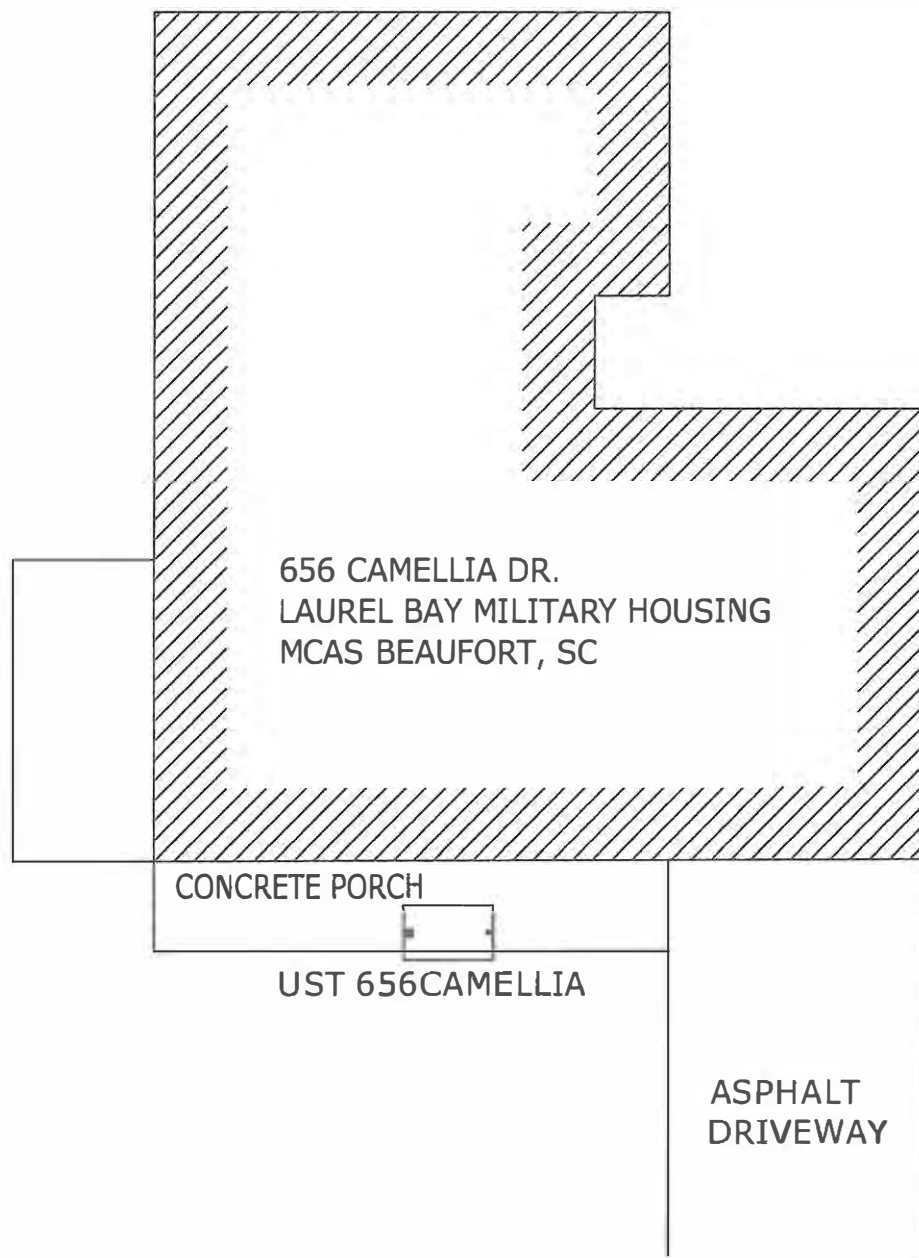 656 CAMELLIA DR.
LAUREL BAY MILITARY HOUSING
MCAS BEAUFORT, SC
CONCRETE PORCH
UST 656CAMELLIA
ASPHALT
DRIVEWAY